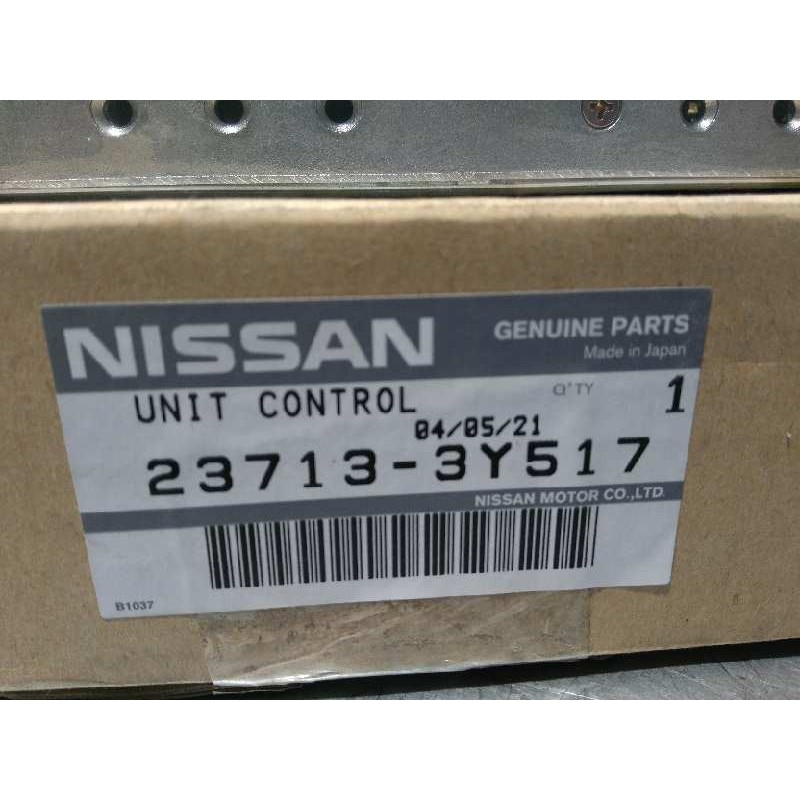 NISSAN
GENUINE PARTS
Made in Japan
UNIT CONTROL
Q'TY
1
04/05/21
23713-3Y517
NISSAN MOTOR CO.,LTD.
B1037